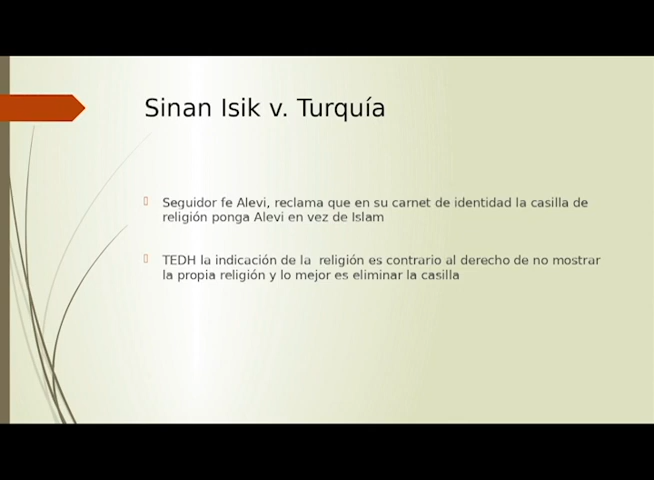 Sinan Isik v. Turquía
Seguidor fe Alevi, reclama que en su carnet de identidad la casilla de
religión ponga Alevi en vez de Islam
TEDH la indicación de la  religión es contrario al derecho de no mostrar
la propia religión y lo mejor es eliminar la casilla